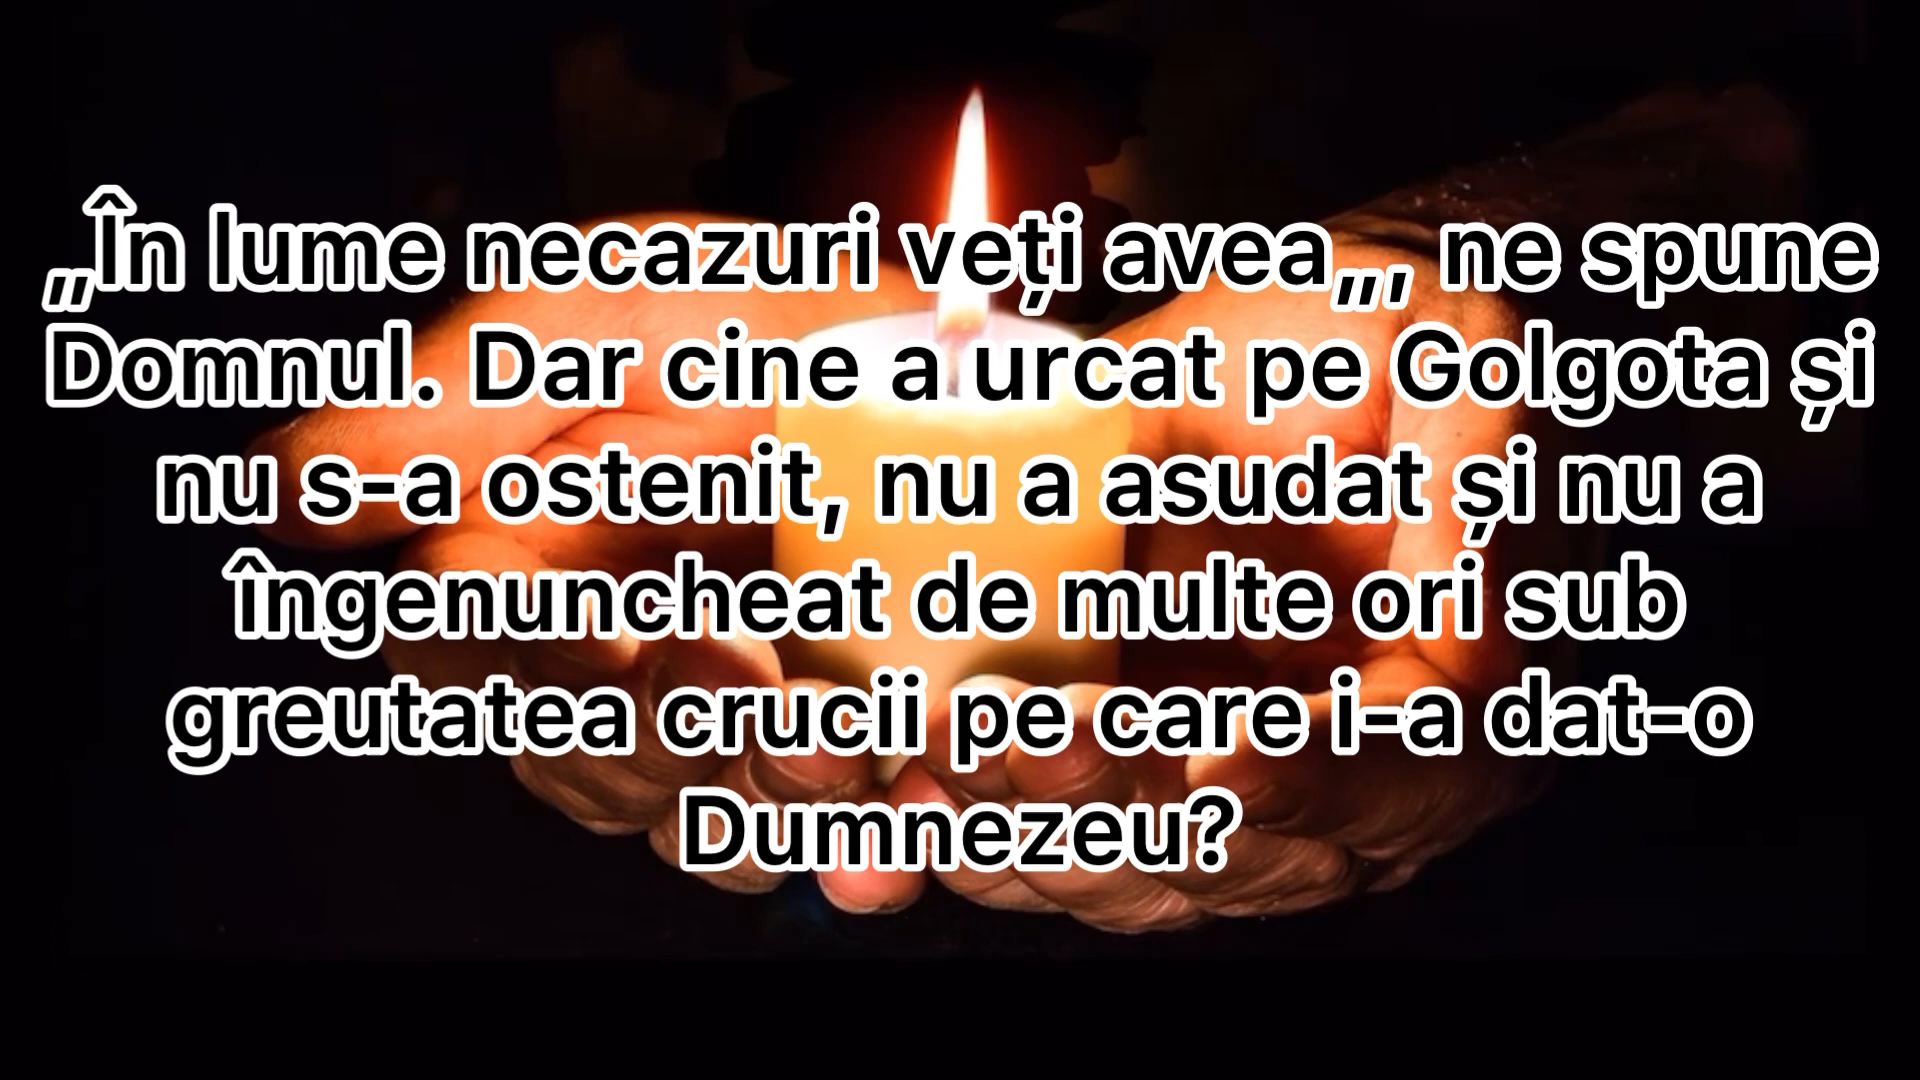 „În lume necazuri veți avea„, ne spune
Domnul. Dar cine a urcat pe Golgota și
nu s-a ostenit, nu a asudat și nu a
îngenuncheat de multe ori sub
greutatea crucii pe care i-a dat-o
Dumnezeu?